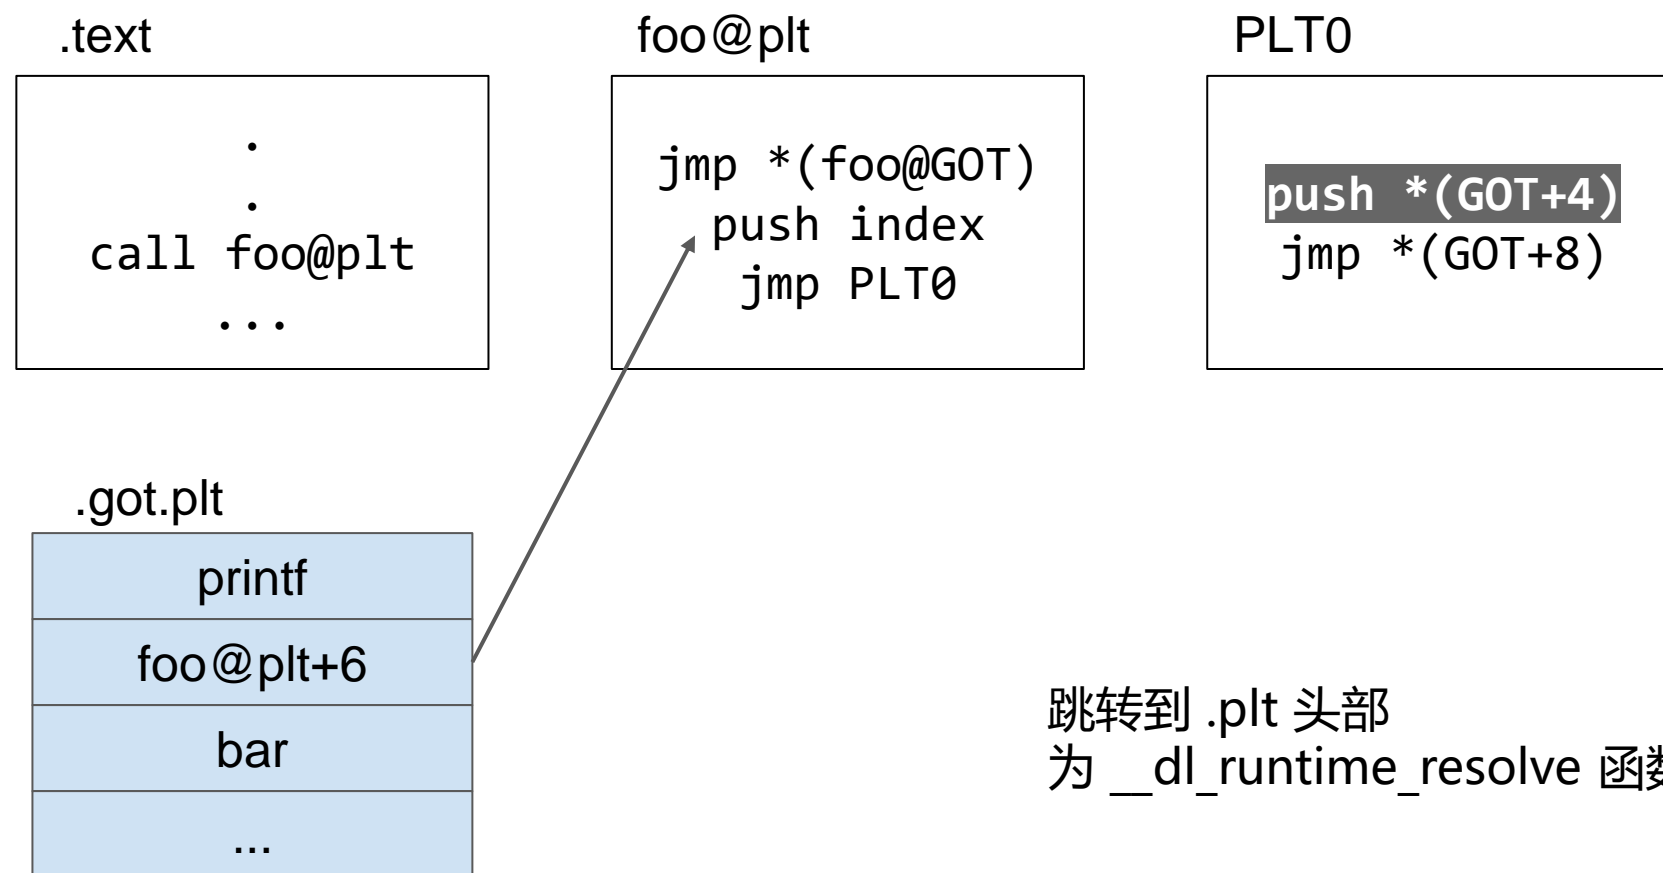 .text
.
.
call foo@plt
...
foo@plt
jmp *(foo@GOT)
push index
jmp PLT0
PLT0
push *(GOT+4)
jmp *(GOT+8)
.got.plt
printf
foo@plt+6
bar
...
跳转到 .plt 头部
为 __dl_runtime_resolve 函